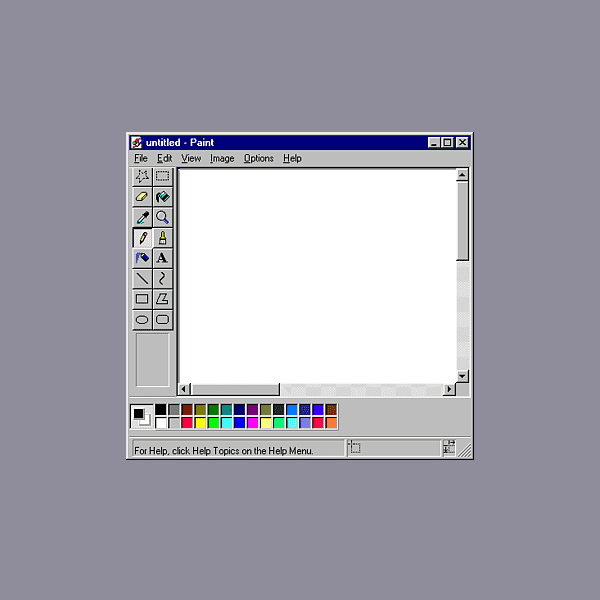 untitled - Paint
File Edit View Image Options Help
A
For Help, click Help Topics on the Help Menu.